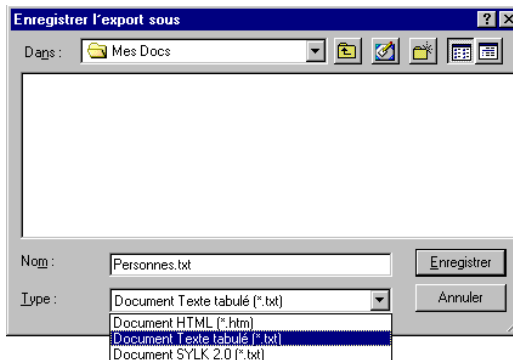 Enregistrer l'export sous
Dans :
Mes Docs
Nom :
Personnes.txt
Enregistrer
Type :
Document Texte tabulé (*.txt)
Annuler
Document HTML (*.htm)
Document Texte tabulé (*.txt)
Document SYLK 2.0 (*.txt)